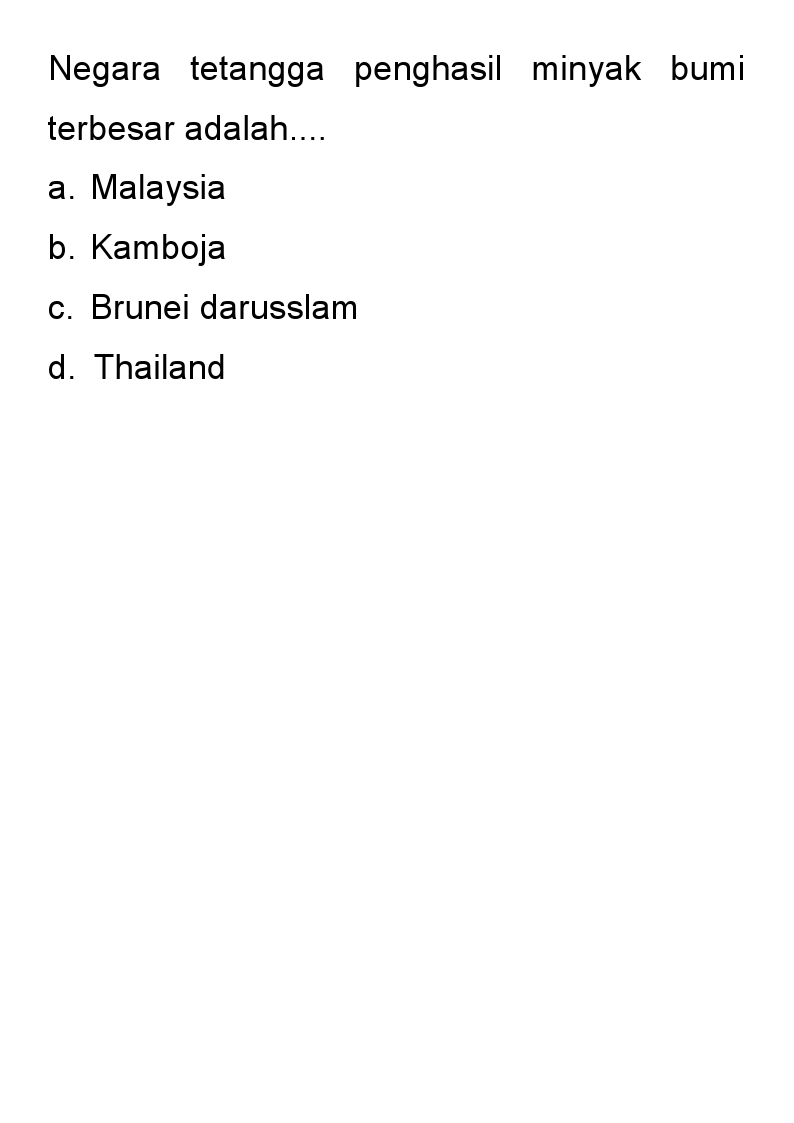 Negara tetangga penghasil minyak bumi
terbesar adalah....
a. Malaysia
b. Kamboja
c. Brunei darusslam
d. Thailand